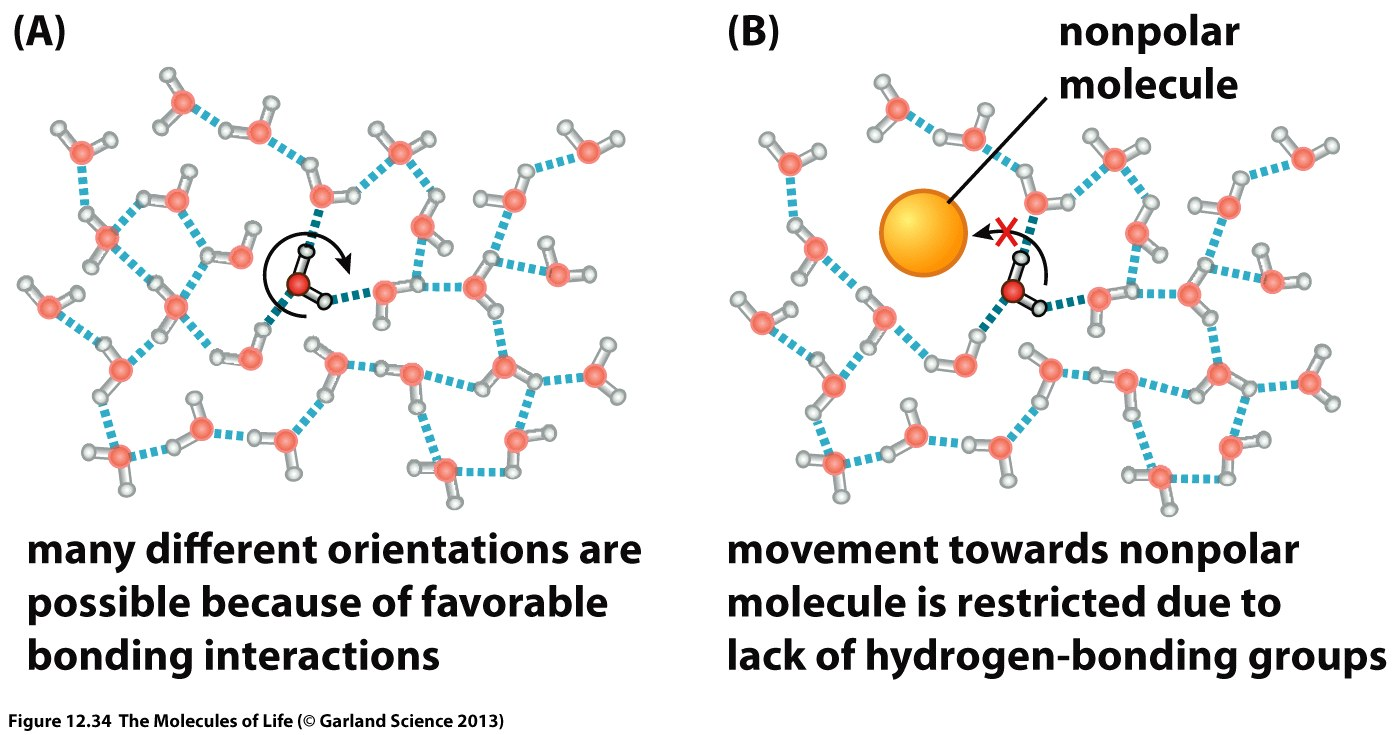 (A)
(B)
nonpolar
molecule
many different orientations are
possible because of favorable
bonding interactions
movement towards nonpolar
molecule is restricted due to
lack of hydrogen-bonding groups
Figure 12.34 The Molecules of Life (© Garland Science 2013)